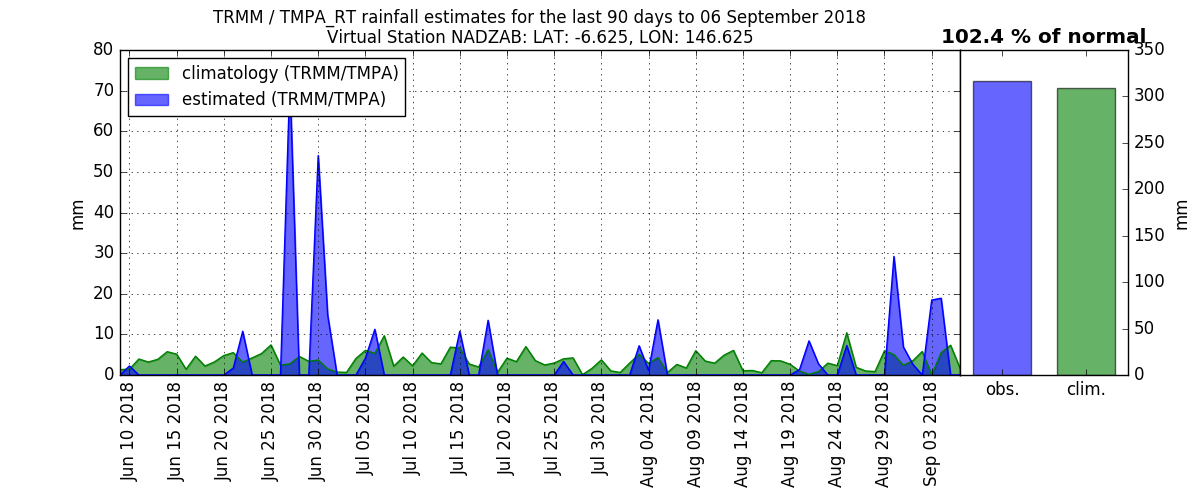 TRMM / TMPA_RT rainfall estimates for the last 90 days to 06 September 2018
Virtual Station NADZAB: LAT: -6.625, LON: 146.625
102.4 % of normal
climatology (TRMM/TMPA)
estimated (TRMM/TMPA)
80
70
60
50
40
30
20
10
0
mm
Jun 10 2018
Jun 15 2018
Jun 20 2018
Jun 25 2018
Jun 30 2018
Jul 05 2018
Jul 10 2018
Jul 15 2018
Jul 20 2018
Jul 25 2018
Jul 30 2018
Aug 04 2018
Aug 09 2018
Aug 14 2018
Aug 19 2018
Aug 24 2018
Aug 29 2018
Sep 03 2018
obs.
clim.
350
300
250
200
150
100
50
0
mm